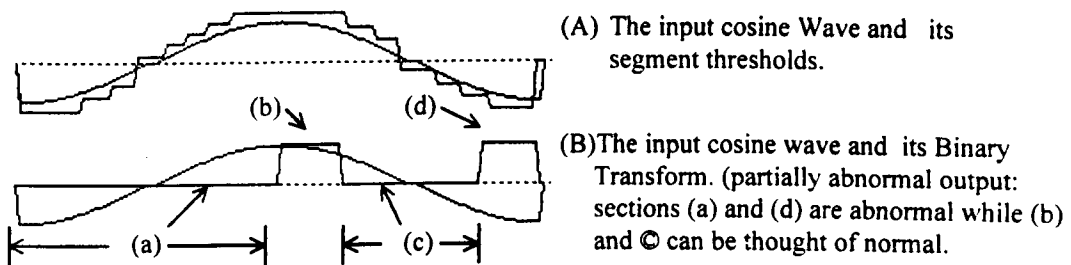 (A) The input cosine Wave and its
segment thresholds.
(b)
(d)
(B)The input cosine wave and its Binary
Transform. (partially abnormal output:
sections (a) and (d) are abnormal while (b)
and © can be thought of normal.
(a)
(c)